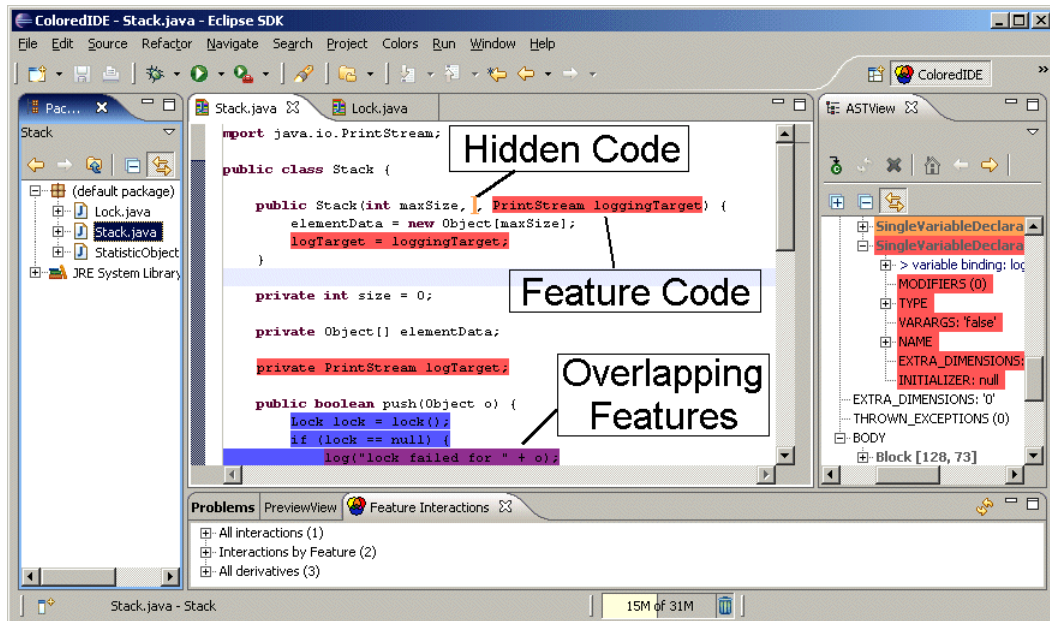 ColoredIDE - Stack.java - Eclipse SDK
File Edit Source Refactor Navigate Search Project Colors Run Window Help
ColoredIDE
»
Pac...
Stack
(default package)
Lock.java
Stack.java
StatisticObject
JRE System Library
Stack.java
Lock.java
mport java.io.PrintStream;
public class Stack {
public Stack(int maxSize, , PrintStream loggingTarget) {
elementData = new Object[maxSize];
logTarget = loggingTarget;
}
private int size = 0;
private Object[] elementData;
private PrintStream logTarget;
public boolean push(Object o) {
Lock lock = lock();
if (lock == null) {
log("lock failed for " + o);
Hidden Code
Feature Code
Overlapping
Features
ASTView
SingleVariableDeclara
SingleVariableDeclara
> variable binding: log
MODIFIERS (0)
TYPE
VARARGS: 'false'
NAME
EXTRA_DIMENSIONS:
INITIALIZER: null
EXTRA_DIMENSIONS: '0'
THROWN_EXCEPTIONS (0)
BODY
Block [128, 73]
Problems PreviewView Feature Interactions
All interactions (1)
Interactions by Feature (2)
All derivatives (3)
Stack.java - Stack
15M of 31M